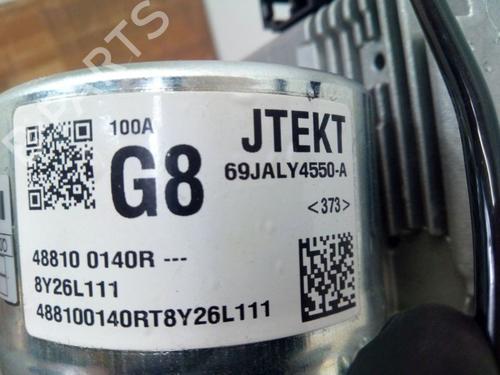 100A
JTEKT
G8
69JALY4550-A
<373>
48810 0140R ---
8Y26L111
488100140RT8Y26L111